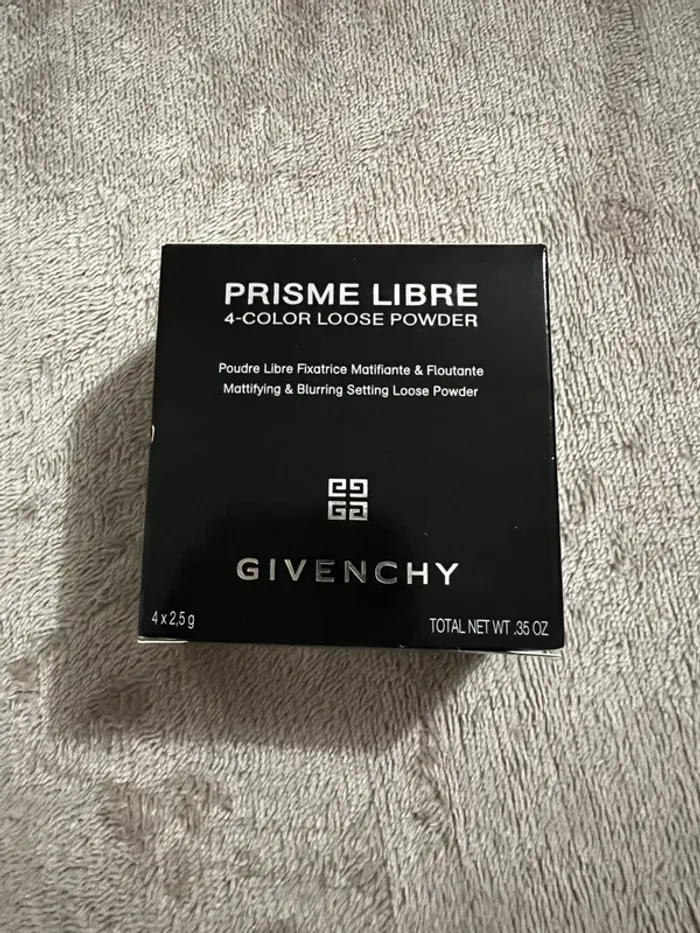 PRISME LIBRE
4-COLOR LOOSE POWDER
Poudre Libre Fixatrice Matifiante & Floutante
Mattifying & Blurring Setting Loose Powder
GIVENCHY
4 x 2,5 g
TOTAL NET WT .35 OZ